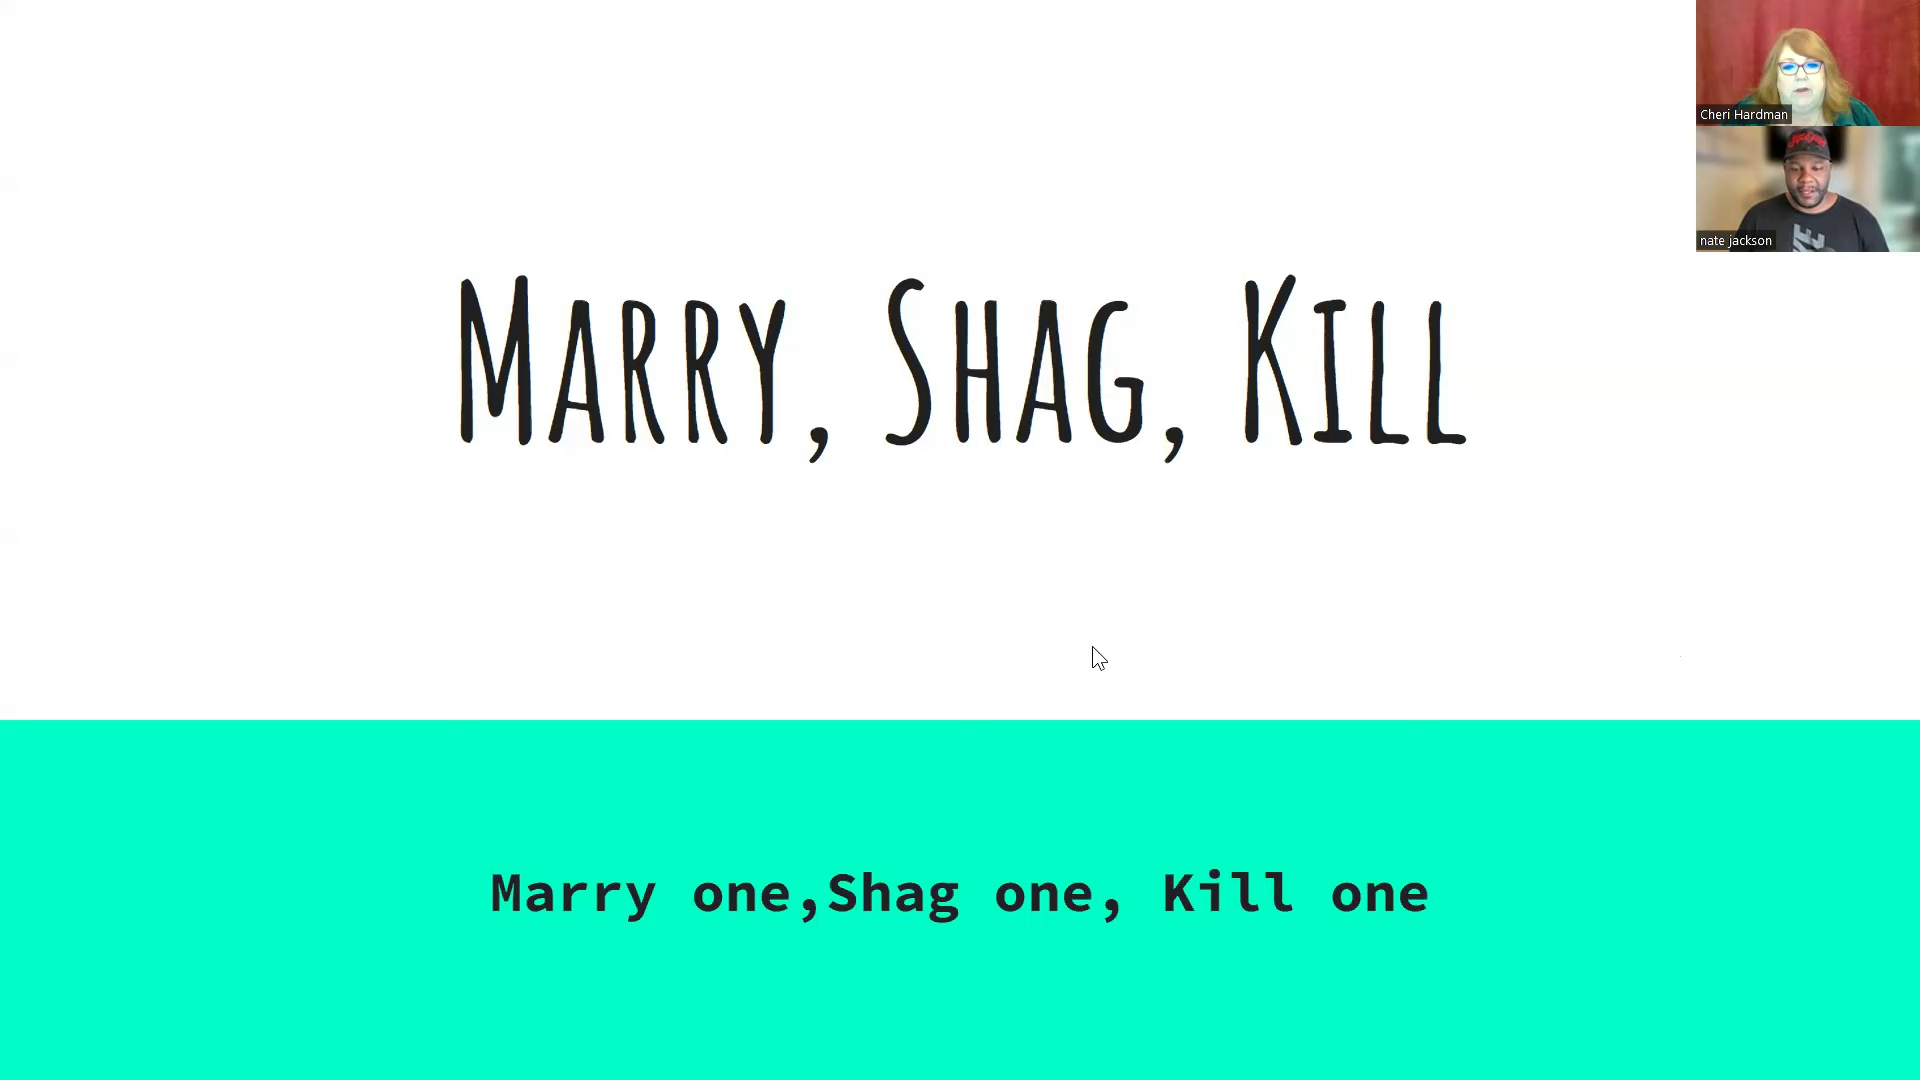 Cheri Hardman
nate jackson
MARRY, SHAG, KILL
Marry one,Shag one, Kill one